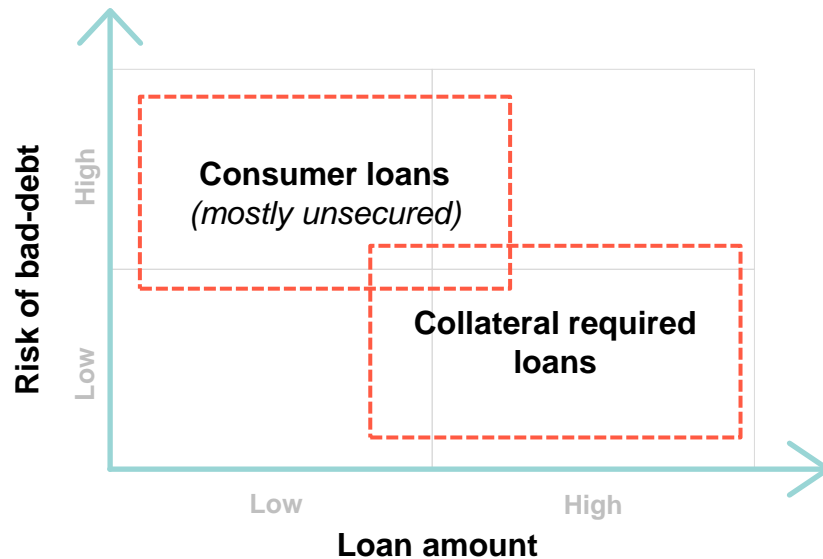 Risk of bad-debt
High
Low
Consumer loans
(mostly unsecured)
Collateral required
loans
Low
High
Loan amount